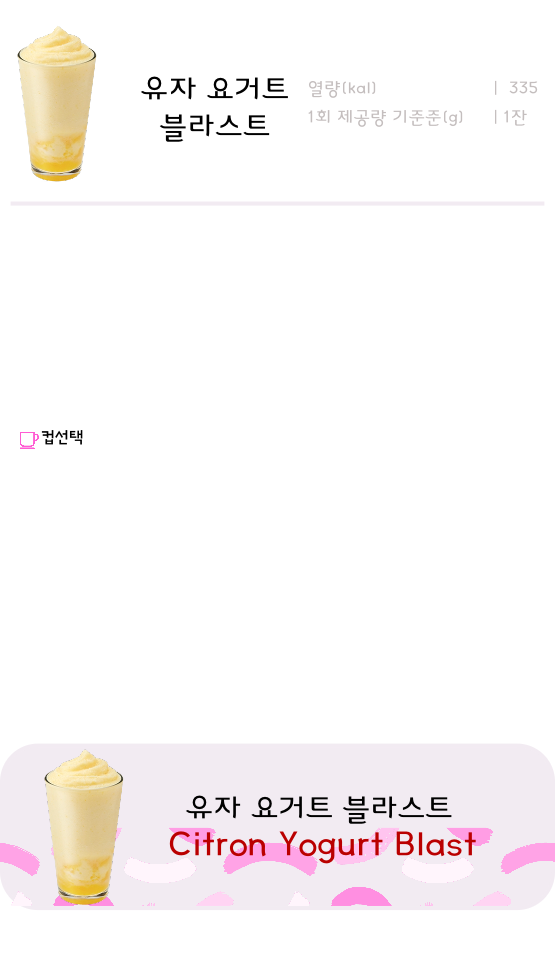 유자 요거트
블라스트
열량(kal) | 335
1회 제공량 기준준(g) | 1잔
컵선택
유자 요거트 블라스트
Citron Yogurt Blast